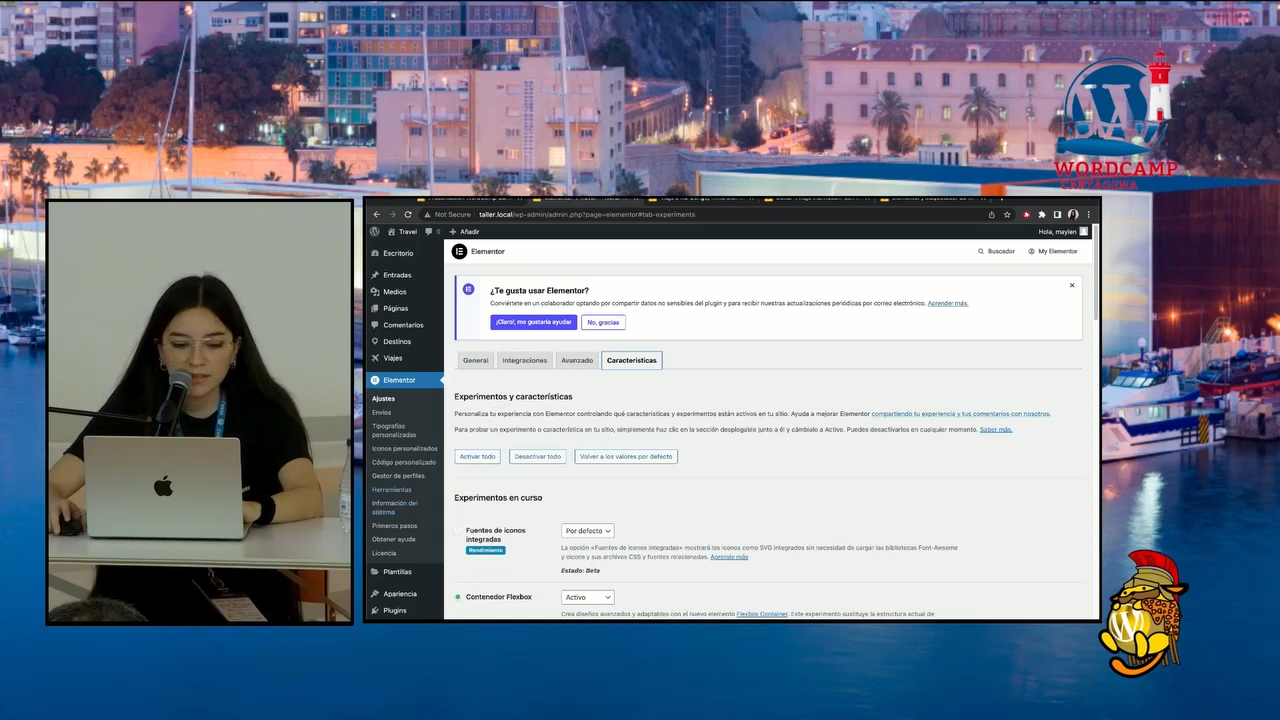 WORDCAMP
CARTAGENA
Not Secure
taller.local/wp-admin/admin.php?page=elementor#tab-experiments
Travel
0
Añadir
Hola, maylen
Escritorio
Entradas
Medios
Páginas
Comentarios
Destinos
Viajes
Elementor
Ajustes
Envíos
Tipografías
personalizadas
Iconos personalizados
Código personalizado
Gestor de perfiles
Herramientas
Información del
sistema
Primeros pasos
Obtener ayuda
Licencia
Plantillas
Apariencia
Plugins
Elementor
Buscador
My Elementor
¿Te gusta usar Elementor?
Conviértete en un colaborador optando por compartir datos no sensibles del plugin y para recibir nuestras actualizaciones periódicas por correo electrónico. Aprender más.
¡Claro!, me gustaría ayudar
No, gracias
General
Integraciones
Avanzado
Características
Experimentos y características
Personaliza tu experiencia con Elementor controlando qué características y experimentos están activos en tu sitio. Ayuda a mejorar Elementor compartiendo tu experiencia y tus comentarios con nosotros.
Para probar un experimento o característica en tu sitio, simplemente haz clic en la sección desplegable junto a él y cámbialo a Activo. Puedes desactivarlos en cualquier momento. Saber más.
Activar todo
Desactivar todo
Volver a los valores por defecto
Experimentos en curso
Fuentes de iconos
integradas
Rendimiento
Por defecto
La opción «Fuentes de iconos integradas» mostrará los iconos como SVG integrados sin necesidad de cargar las bibliotecas Font-Awsome
y eicons y sus archivos CSS y fuentes relacionadas. Aprende más
Estado: Beta
Contenedor Flexbox
Activo
Crea diseños avanzados y adaptables con el nuevo elemento Flexbox Container. Este experimento sustituye la estructura actual de